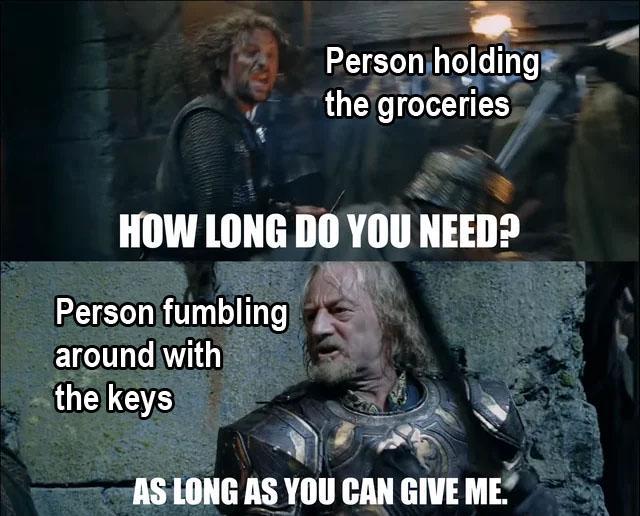 Person holding
the groceries
HOW LONG DO YOU NEED?
Person fumbling
around with
the keys
AS LONG AS YOU CAN GIVE ME.